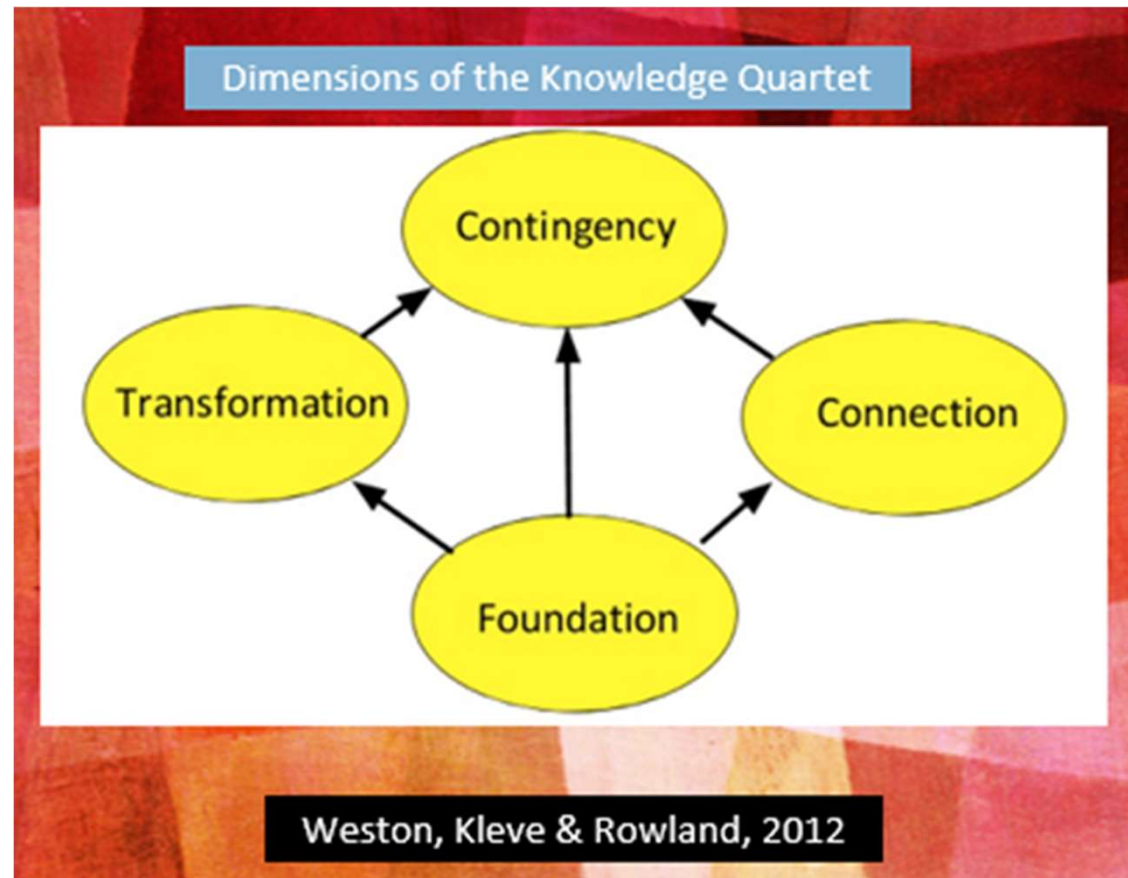 Dimensions of the Knowledge Quartet
Contingency
Transformation
Connection
Foundation
Weston, Kleve & Rowland, 2012